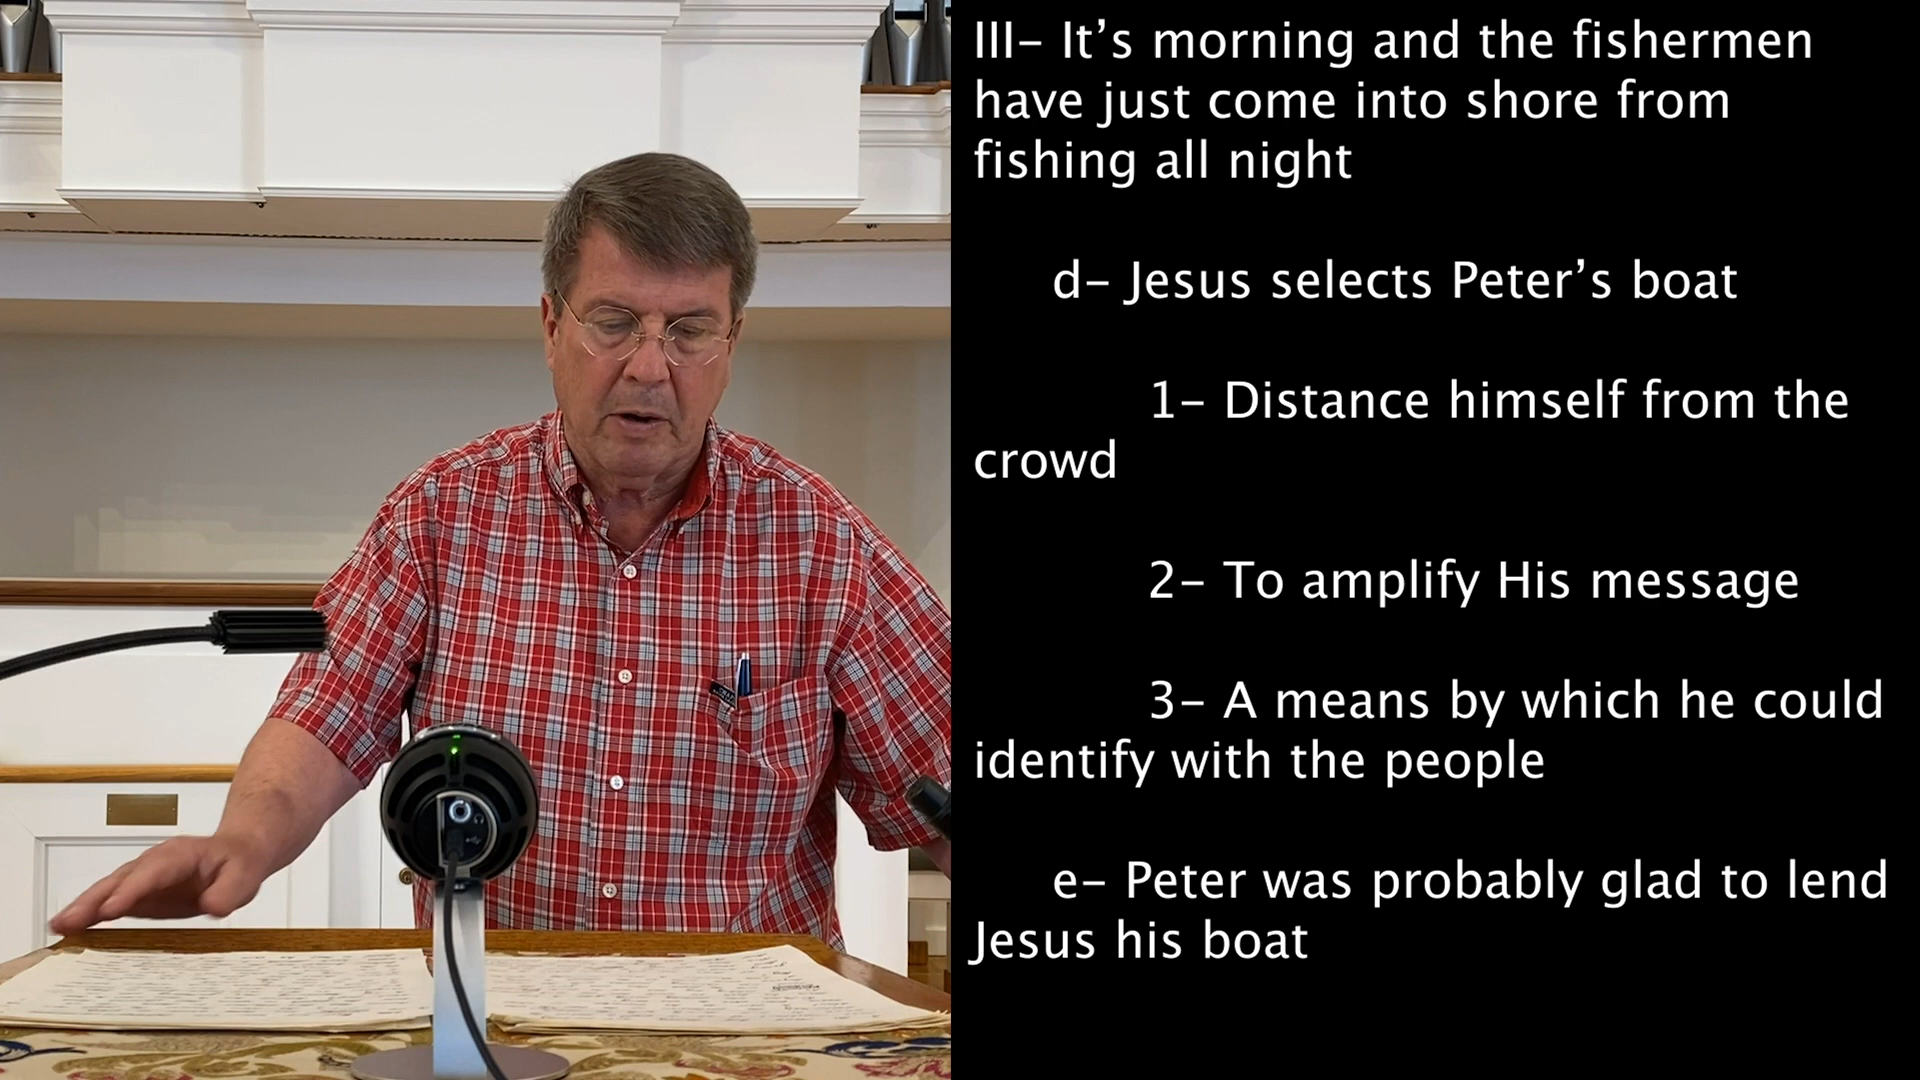 III– It’s morning and the fishermen
have just come into shore from
fishing all night
d– Jesus selects Peter’s boat
1– Distance himself from the
crowd
2– To amplify His message
3– A means by which he could
identify with the people
e– Peter was probably glad to lend
Jesus his boat